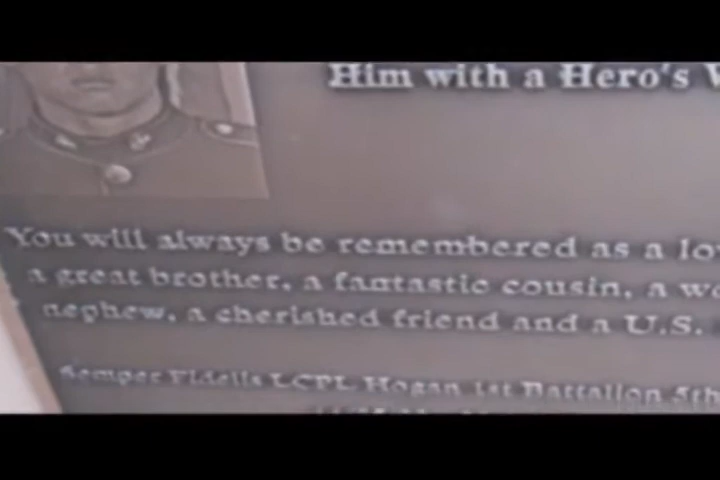 Him with a Hero's
You will always be remembered as a lo
a great brother, a fantastic cousin, a wo
nephew, a cherished friend and a U.S.
Semper Fidelis LCPL Hogan 1st Battalion 5th